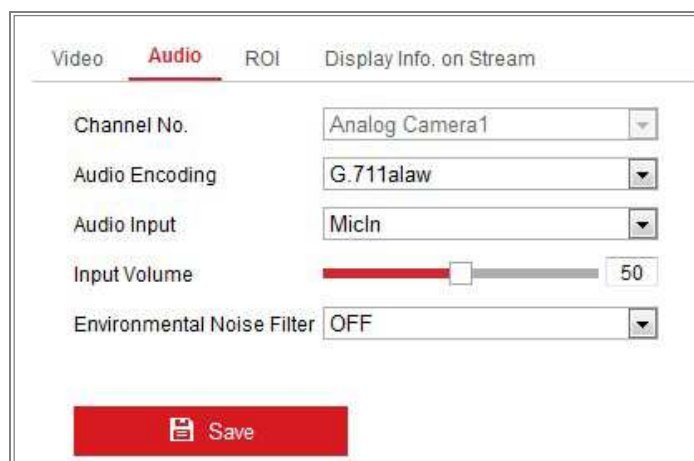 Video Audio ROI Display Info. on Stream
Channel No. Analog Camera1
Audio Encoding G.711alaw
Audio Input MicIn
Input Volume 50
Environmental Noise Filter OFF
Save